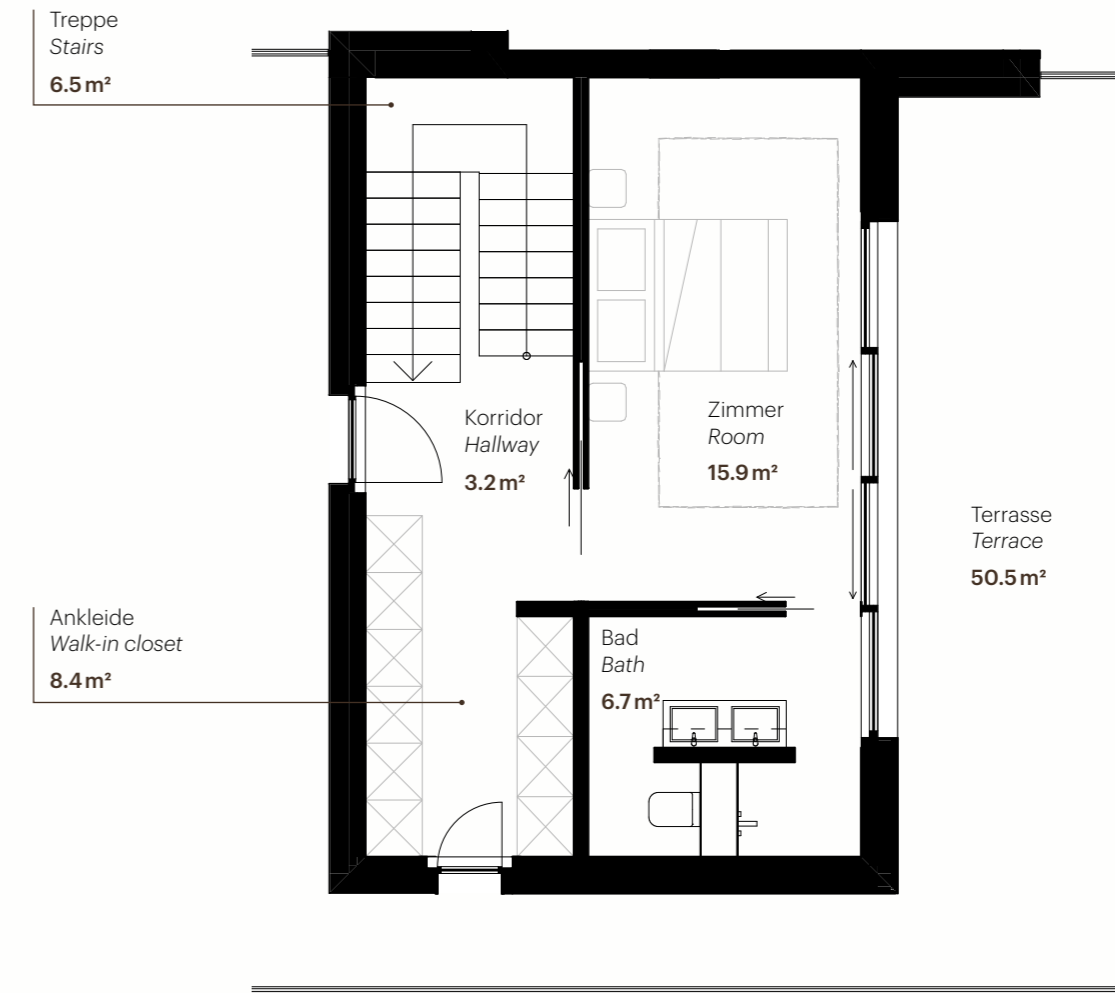 Treppe
Stairs
6.5 m²
Korridor
Hallway
3.2 m²
Zimmer
Room
15.9 m²
Terrasse
Terrace
50.5 m²
Ankleide
Walk-in closet
8.4 m²
Bad
Bath
6.7 m²